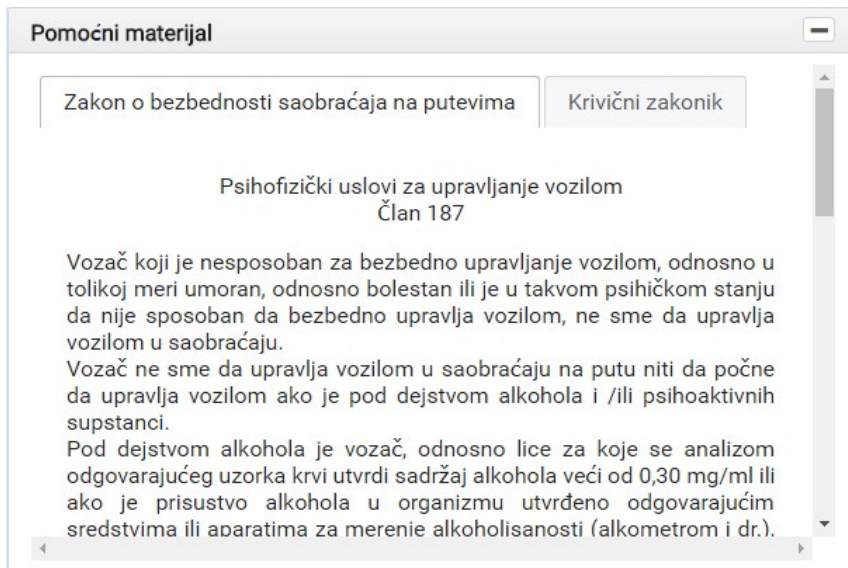 Pomoćni materijal
Zakon o bezbednosti saobraćaja na putevima
Krivični zakonik
Psihofizički uslovi za upravljanje vozilom
Član 187
Vozač koji je nesposoban za bezbedno upravljanje vozilom, odnosno u
tolikoj meri umoran, odnosno bolestan ili je u takvom psihičkom stanju
da nije sposoban da bezbedno upravlja vozilom, ne sme da upravlja
vozilom u saobraćaju.
Vozač ne sme da upravlja vozilom u saobraćaju na putu niti da počne
da upravlja vozilom ako je pod dejstvom alkohola i /ili psihoaktivnih
supstanci.
Pod dejstvom alkohola je vozač, odnosno lice za koje se analizom
odgovarajućeg uzorka krvi utvrdi sadržaj alkohola veći od 0,30 mg/ml ili
ako je prisustvo alkohola u organizmu utvrđeno odgovarajućim
sredstvima ili aparatima za merenje alkoholisanosti (alkometrom i dr.),